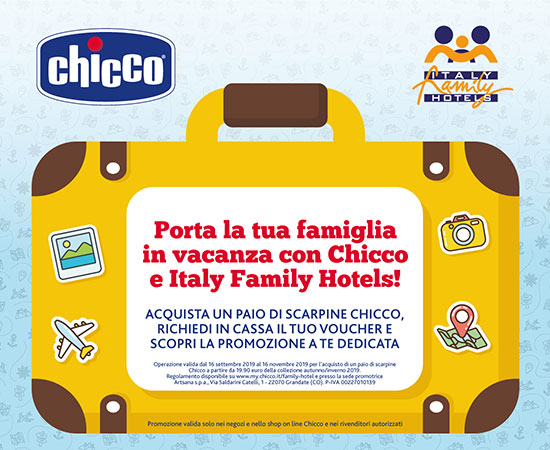 chicco
ITALY
family
HOTELS
Porta la tua famiglia
in vacanza con Chicco
e Italy Family Hotels!
ACQUISTA UN PAIO DI SCARPINE CHICCO,
RICHIEDI IN CASSA IL TUO VOUCHER E
SCOPRI LA PROMOZIONE A TE DEDICATA
Operazione valida dal 16 settembre 2019 al 16 novembre 2019 per l'acquisto di un paio di scarpine
Chicco a partire da 19.90 euro della collezione autunno/inverno 2019.
Regolamento disponibile su www.my.chicco.it/family-hotel e presso la sede promotrice
Artsana s.p.a., Via Saldarini Catelli, 1 - 22070 Grandate (CO). P-IVA 00227010139
Promozione valida solo nei negozi e nello shop on line Chicco e nei rivenditori autorizzati